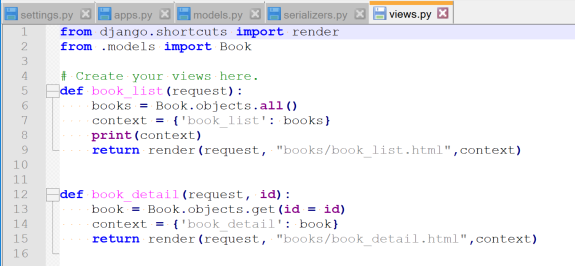 settings.py apps.py models.py serializers.py views.py
1 from django.shortcuts import render
2 from .models import Book
3
4 # Create your views here.
5 def book_list(request):
6     books = Book.objects.all()
7     context = {'book_list': books}
8     print(context)
9     return render(request, "books/book_list.html",context)
10
11
12 def book_detail(request, id):
13     book = Book.objects.get(id = id)
14     context = {'book_detail': book}
15     return render(request, "books/book_detail.html",context)
16